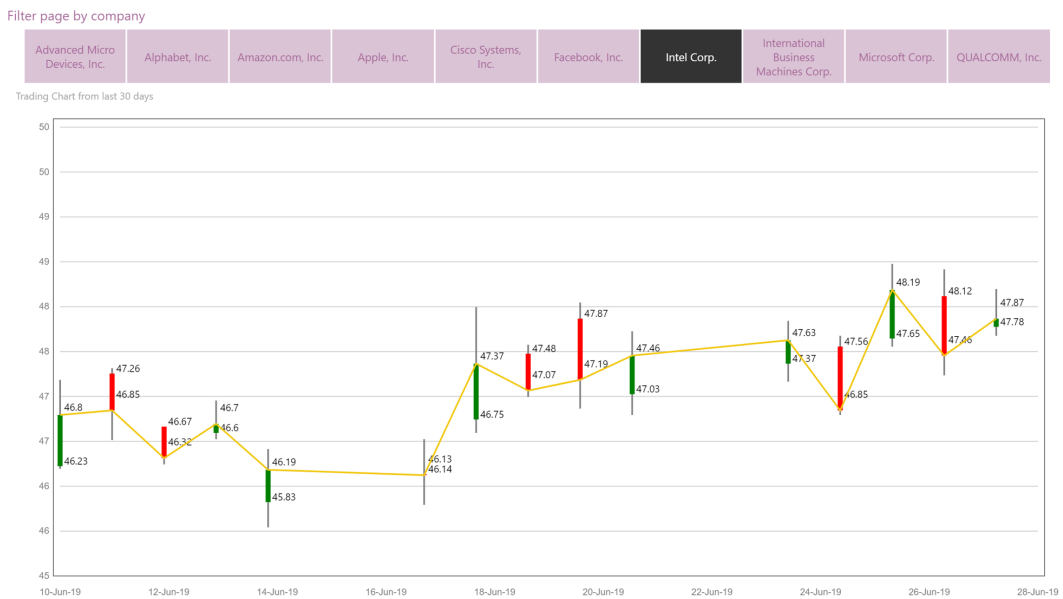 Filter page by company
Advanced Micro
Devices, Inc.
Alphabet, Inc.
Amazon.com, Inc.
Apple, Inc.
Cisco Systems,
Inc.
Facebook, Inc.
Intel Corp.
International
Business
Machines Corp.
Microsoft Corp.
QUALCOMM, Inc.
Trading Chart from last 30 days
50
50
49
49
48
48
47
47
46
46
45
46.8
46.23
47.26
46.85
46.67
46.32
46.7
46.6
46.19
45.83
46.13
46.14
47.37
46.75
47.48
47.07
47.87
47.19
47.46
47.03
47.63
47.37
47.56
46.85
48.19
47.65
48.12
47.46
47.87
47.78
10-Jun-19
12-Jun-19
14-Jun-19
16-Jun-19
18-Jun-19
20-Jun-19
22-Jun-19
24-Jun-19
26-Jun-19
28-Jun-19